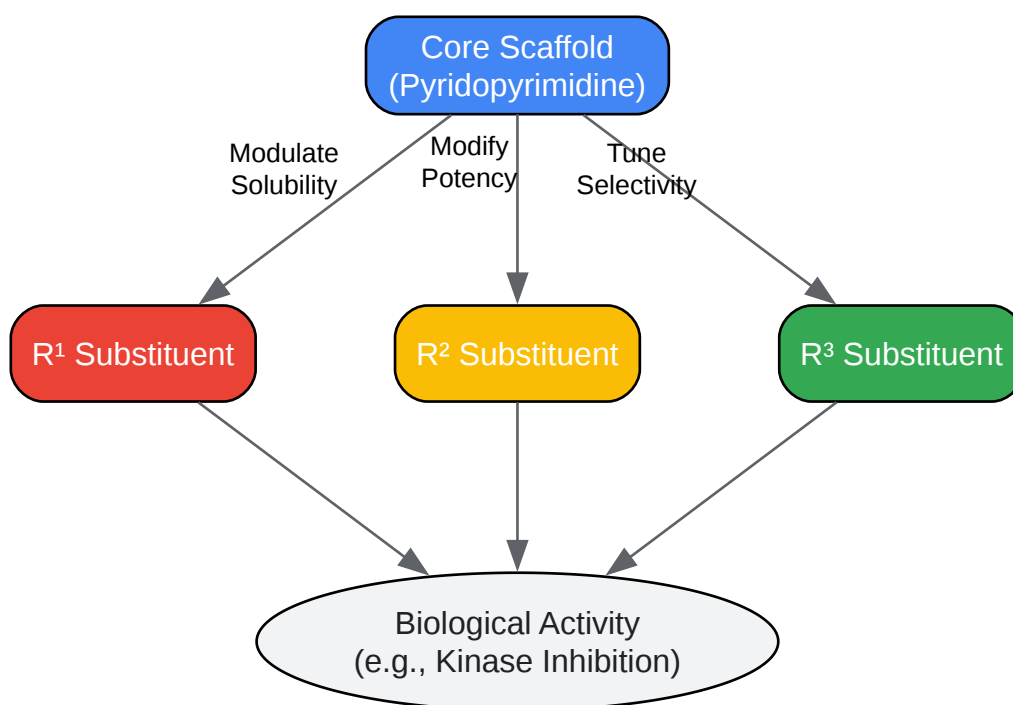 Core Scaffold
(Pyridopyrimidine)
Modulate
Solubility
Modify
Potency
Tune
Selectivity
R¹ Substituent
R² Substituent
R³ Substituent
Biological Activity
(e.g., Kinase Inhibition)